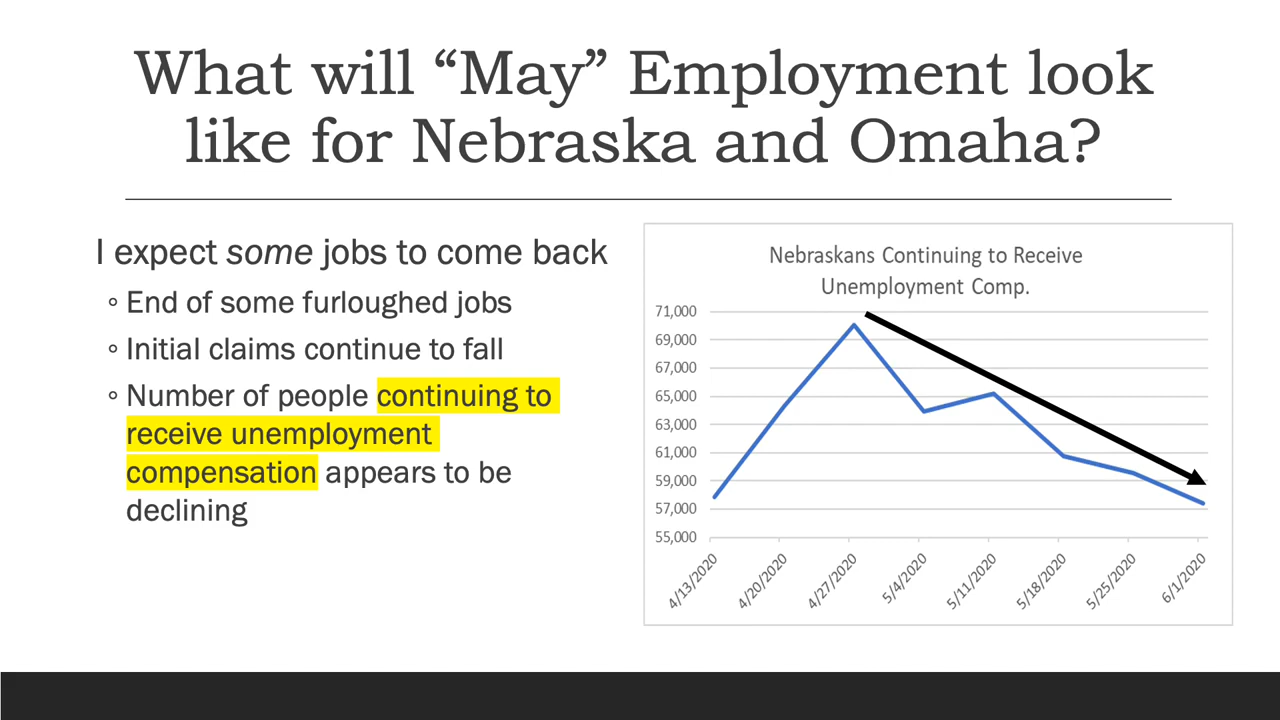 What will “May” Employment look
like for Nebraska and Omaha?
I expect some jobs to come back
◦ End of some furloughed jobs
◦ Initial claims continue to fall
◦ Number of people continuing to
receive unemployment
compensation appears to be
declining
Nebraskans Continuing to Receive
Unemployment Comp.
71,000
69,000
67,000
65,000
63,000
61,000
59,000
57,000
55,000
4/13/2020
4/20/2020
4/27/2020
5/4/2020
5/11/2020
5/18/2020
5/25/2020
6/1/2020